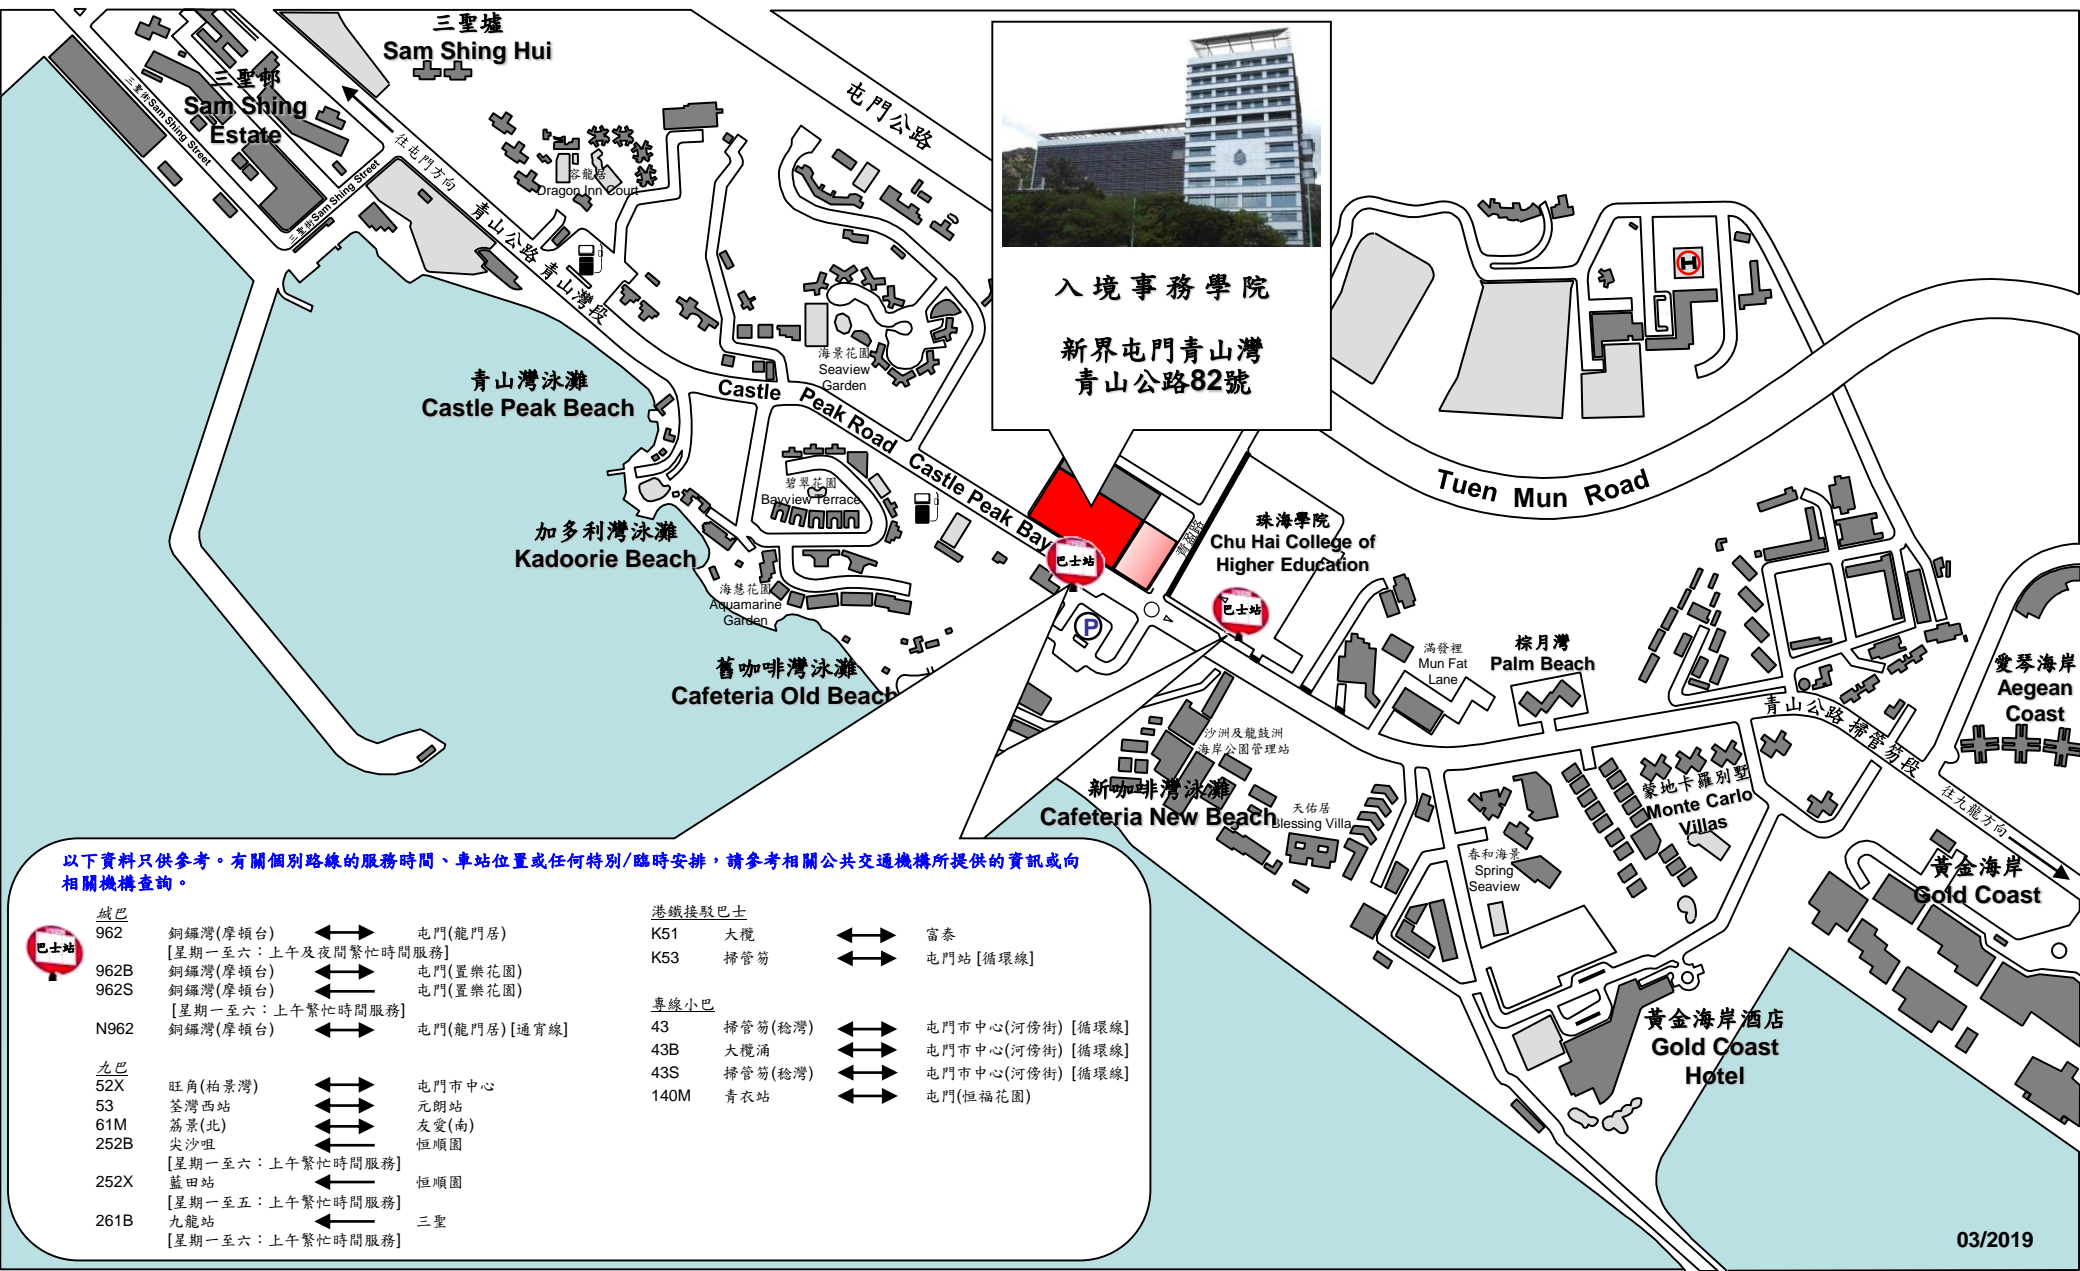 三聖墟
Sam Shing Hui
三聖邨
Sam Shing
Estate
三聖街Sam Shing Street
三聖街Sam Shing Street
往屯門方向
屯門公路
容龍居
Dragon Inn Court
青山公路 青山灣段
入境事務學院
新界屯門青山灣
青山公路82號
海景花園
Seaview
Garden
青山灣泳灘
Castle Peak Beach
Castle Peak Road Castle Peak Bay
Tuen Mun Road
碧翠花園
Bayview Terrace
加多利灣泳灘
Kadoorie Beach
青盈路
珠海學院
Chu Hai College of
Higher Education
巴士站
巴士站
P
H
海慧花園
Aquamarine
Garden
舊咖啡灣泳灘
Cafeteria Old Beach
滿發裡
Mun Fat
Lane
棕月灣
Palm Beach
愛琴海岸
Aegean
Coast
青山公路 掃管笏段
沙洲及龍鼓洲
海岸公園管理站
新咖啡灣泳灘
Cafeteria New Beach
天佑居
Blessing Villa
蒙地卡羅別墅
Monte Carlo
Villas
往九龍方向
春和海景
Spring
Seaview
黃金海岸
Gold Coast
黃金海岸酒店
Gold Coast
Hotel
以下資料只供參考。有關個別路線的服務時間、車站位置或任何特別/臨時安排，請參考相關公共交通機構所提供的資訊或向
相關機構查詢。
巴士站
城巴
962 銅鑼灣(摩頓台) 屯門(龍門居)
[星期一至六：上午及夜間繁忙時間服務]
962B 銅鑼灣(摩頓台) 屯門(置樂花園)
962S 銅鑼灣(摩頓台) 屯門(置樂花園)
[星期一至六：上午繁忙時間服務]
N962 銅鑼灣(摩頓台) 屯門(龍門居) [通宵線]
九巴
52X 旺角(柏景灣) 屯門市中心
53 荃灣西站 元朗站
61M 荔景(北) 友愛(南)
252B 尖沙咀 恒順園
[星期一至六：上午繁忙時間服務]
252X 藍田站 恒順園
[星期一至五：上午繁忙時間服務]
261B 九龍站 三聖
[星期一至六：上午繁忙時間服務]
港鐵接駁巴士
K51 大欖 富泰
K53 掃管笏 屯門站 [循環線]
專線小巴
43 掃管笏(稔灣) 屯門市中心(河傍街) [循環線]
43B 大欖涌 屯門市中心(河傍街) [循環線]
43S 掃管笏(稔灣) 屯門市中心(河傍街) [循環線]
140M 青衣站 屯門(恒福花園)
03/2019